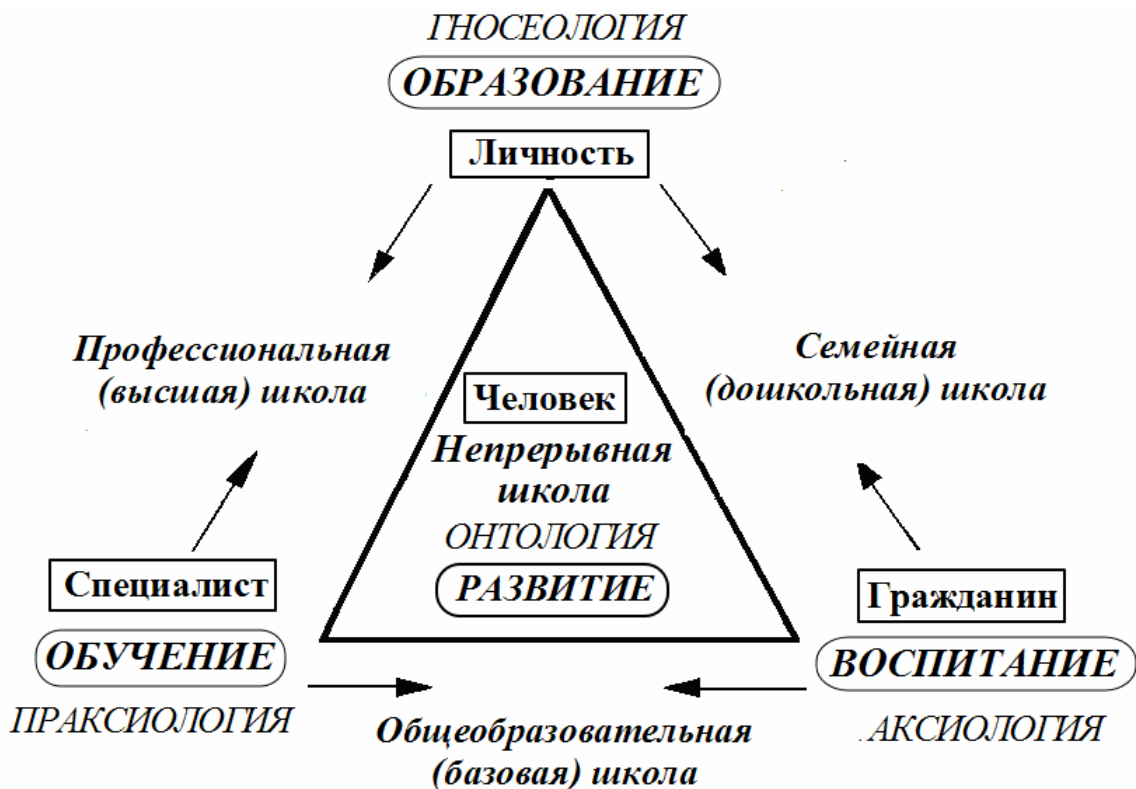 ГНОСЕОЛОГИЯ
ОБРАЗОВАНИЕ
Личность
Профессиональная
(высшая) школа
Семейная
(дошкольная) школа
Человек
Непрерывная
школа
ОНТОЛОГИЯ
РАЗВИТИЕ
Специалист
ОБУЧЕНИЕ
ПРАКСИОЛОГИЯ
Гражданин
ВОСПИТАНИЕ
АКСИОЛОГИЯ
Общеобразовательная
(базовая) школа